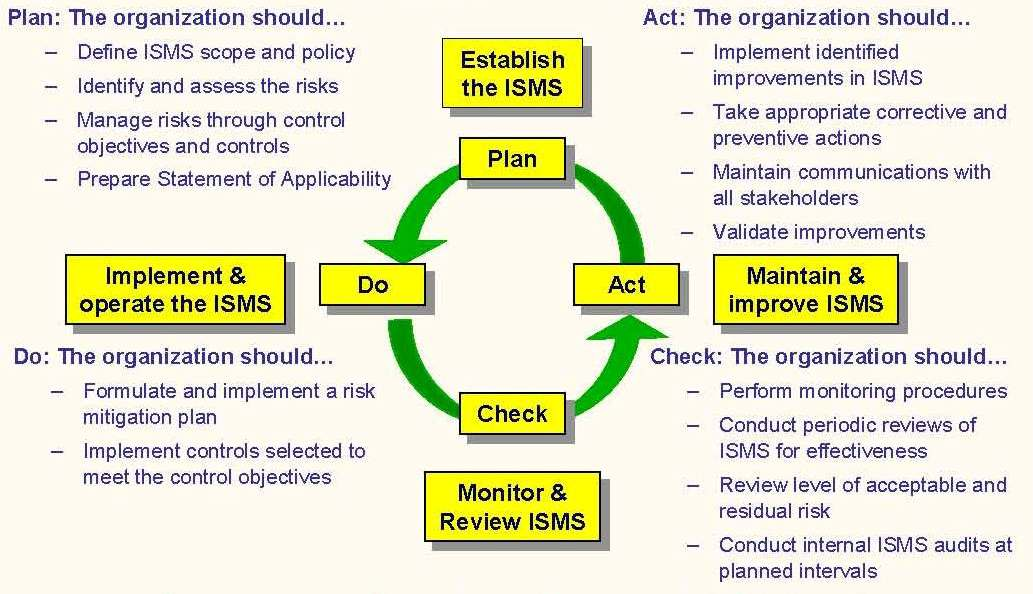 Plan: The organization should…
– Define ISMS scope and policy
– Identify and assess the risks
– Manage risks through control
objectives and controls
– Prepare Statement of Applicability
Establish
the ISMS
Plan
Act: The organization should…
– Implement identified
improvements in ISMS
– Take appropriate corrective and
preventive actions
– Maintain communications with
all stakeholders
– Validate improvements
Implement &
operate the ISMS
Do
Act
Maintain &
improve ISMS
Do: The organization should…
– Formulate and implement a risk
mitigation plan
– Implement controls selected to
meet the control objectives
Check
Monitor &
Review ISMS
Check: The organization should…
– Perform monitoring procedures
– Conduct periodic reviews of
ISMS for effectiveness
– Review level of acceptable and
residual risk
– Conduct internal ISMS audits at
planned intervals